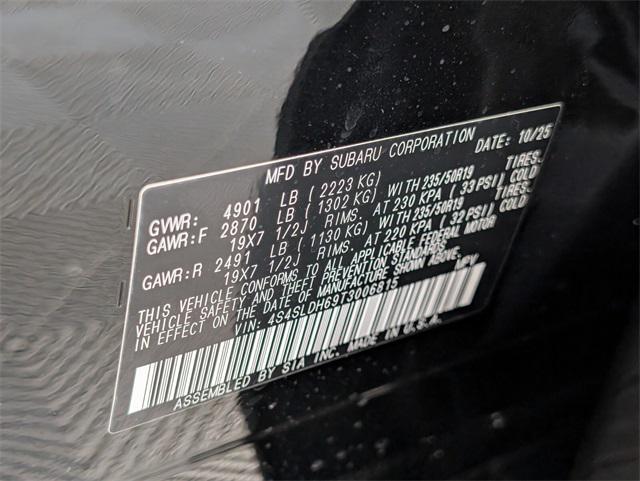 MFD BY SUBARU CORPORATION DATE: 10/25
GVWR: 4901 LB ( 2223 KG)
GAWR:F 2870 LB ( 1302 KG) WITH 235/50R19 TIRES,
19X7 1/2J RIMS. AT 230 KPA ( 33 PSI) COLD
GAWR:R 2491 LB ( 1130 KG) WITH 235/50R19 TIRES,
19X7 1/2J RIMS. AT 220 KPA ( 32 PSI) COLD
THIS VEHICLE CONFORMS TO ALL APPLICABLE FEDERAL MOTOR
VEHICLE SAFETY AND THEFT PREVENTION STANDARDS
IN EFFECT ON THE DATE OF MANUFACTURE SHOWN ABOVE.
VIN: 4S4SLDH69T3006815 MPV
ASSEMBLED BY SIA INC. MADE IN U.S.A.